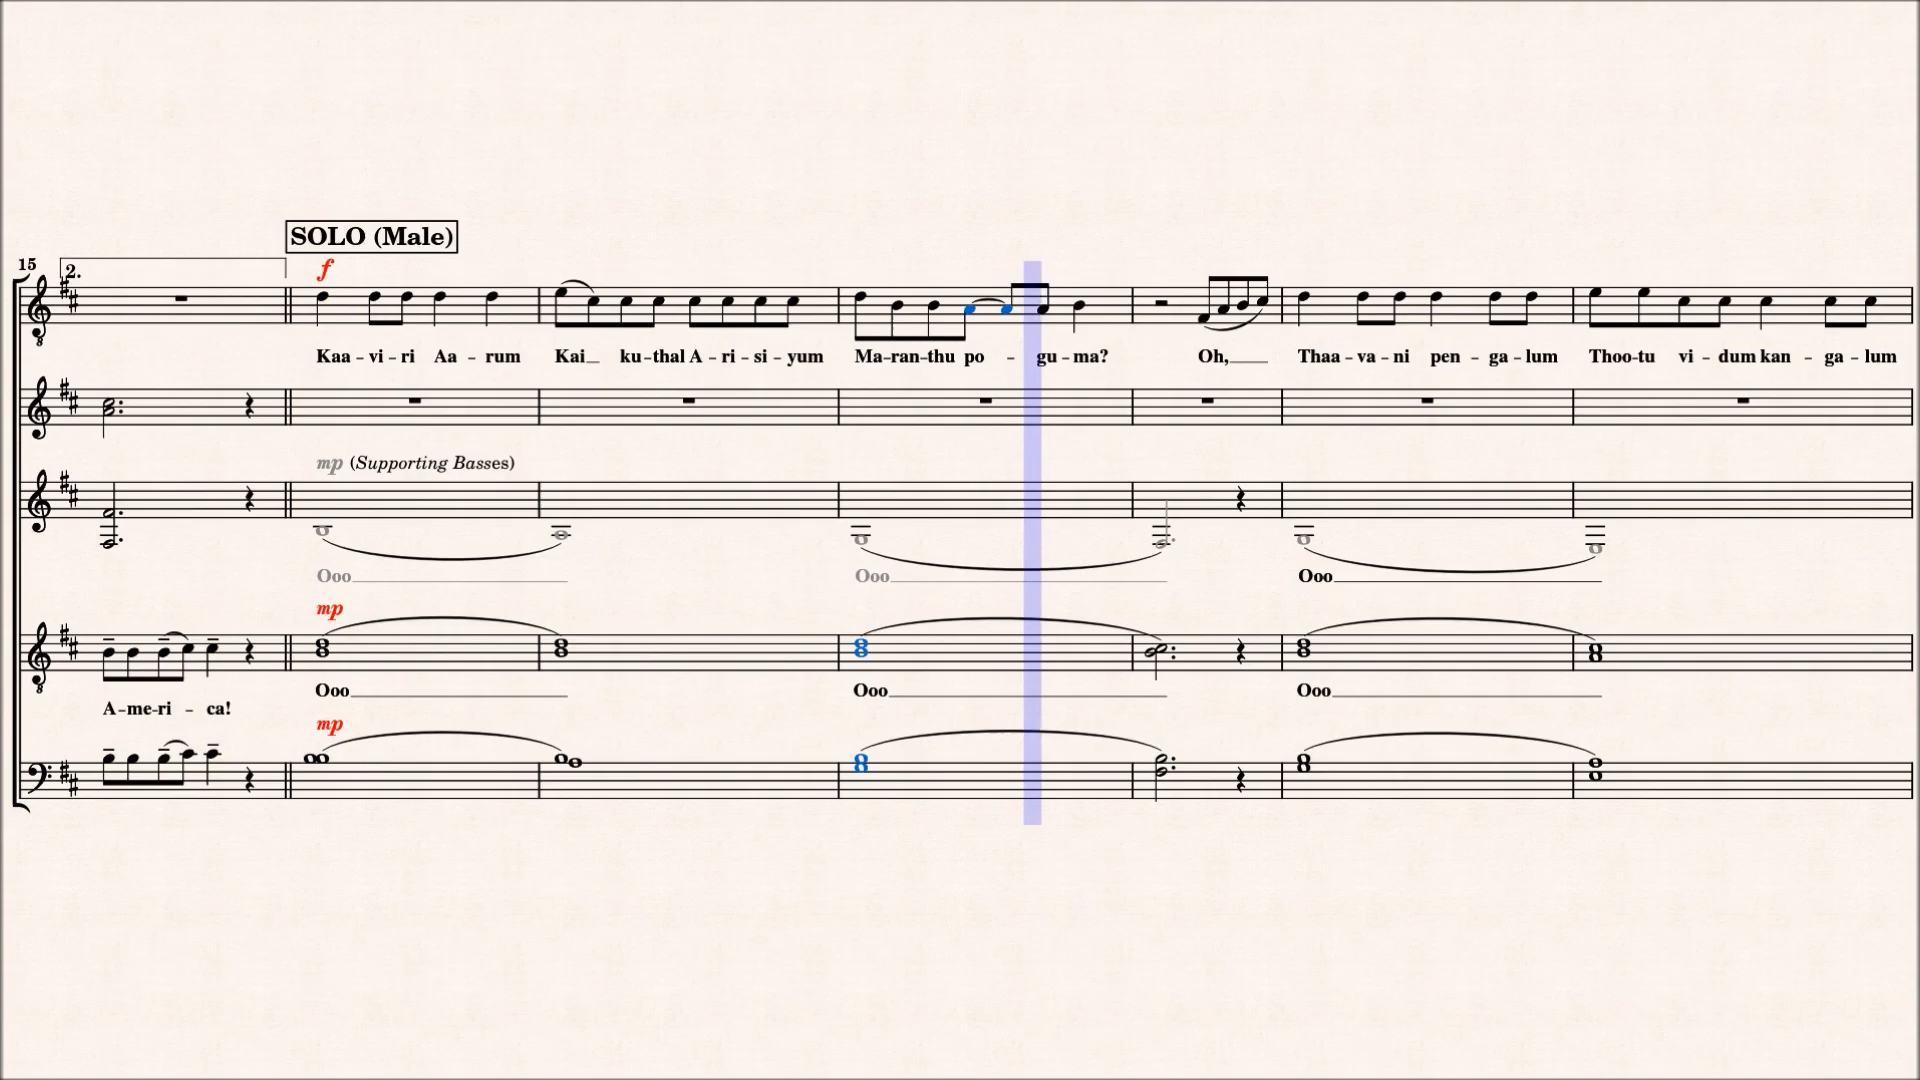 SOLO (Male)
15
2.
f
Kaa-vi-ri Aa-rum Kai_ ku-thal A-ri-si-yum Ma-ran-thu po-gu-ma? Oh,_ Thaa-va-ni pen-ga-lum Thoo-tu vi-dum kan-ga-lum
mp (Supporting Basses)
Ooo Ooo Ooo
mp
Ooo Ooo Ooo
A-me-ri-ca!
mp